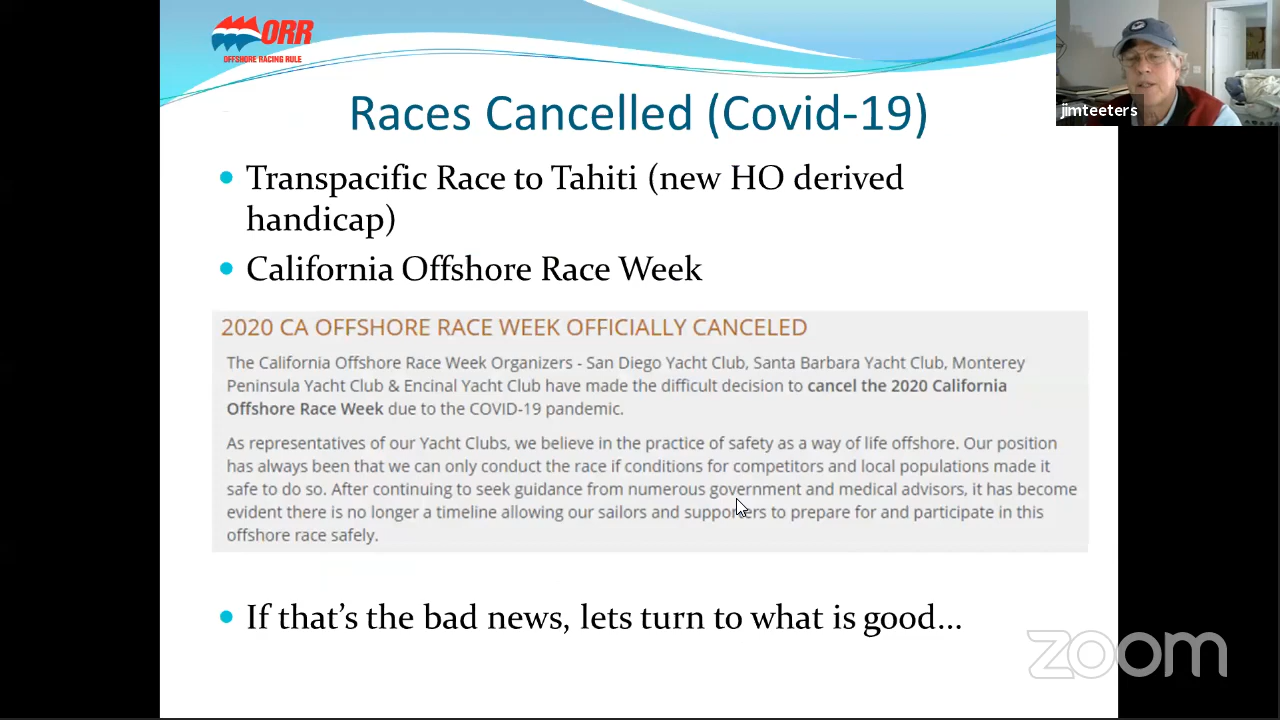 ORR
OFFSHORE RACING RULE
jimteeters
Races Cancelled (Covid-19)
• Transpacific Race to Tahiti (new HO derived
handicap)
• California Offshore Race Week
2020 CA OFFSHORE RACE WEEK OFFICIALLY CANCELED
The California Offshore Race Week Organizers - San Diego Yacht Club, Santa Barbara Yacht Club, Monterey
Peninsula Yacht Club & Encinal Yacht Club have made the difficult decision to cancel the 2020 California
Offshore Race Week due to the COVID-19 pandemic.
As representatives of our Yacht Clubs, we believe in the practice of safety as a way of life offshore. Our position
has always been that we can only conduct the race if conditions for competitors and local populations made it
safe to do so. After continuing to seek guidance from numerous government and medical advisors, it has become
evident there is no longer a timeline allowing our sailors and supporters to prepare for and participate in this
offshore race safely.
• If that’s the bad news, lets turn to what is good…
zoom